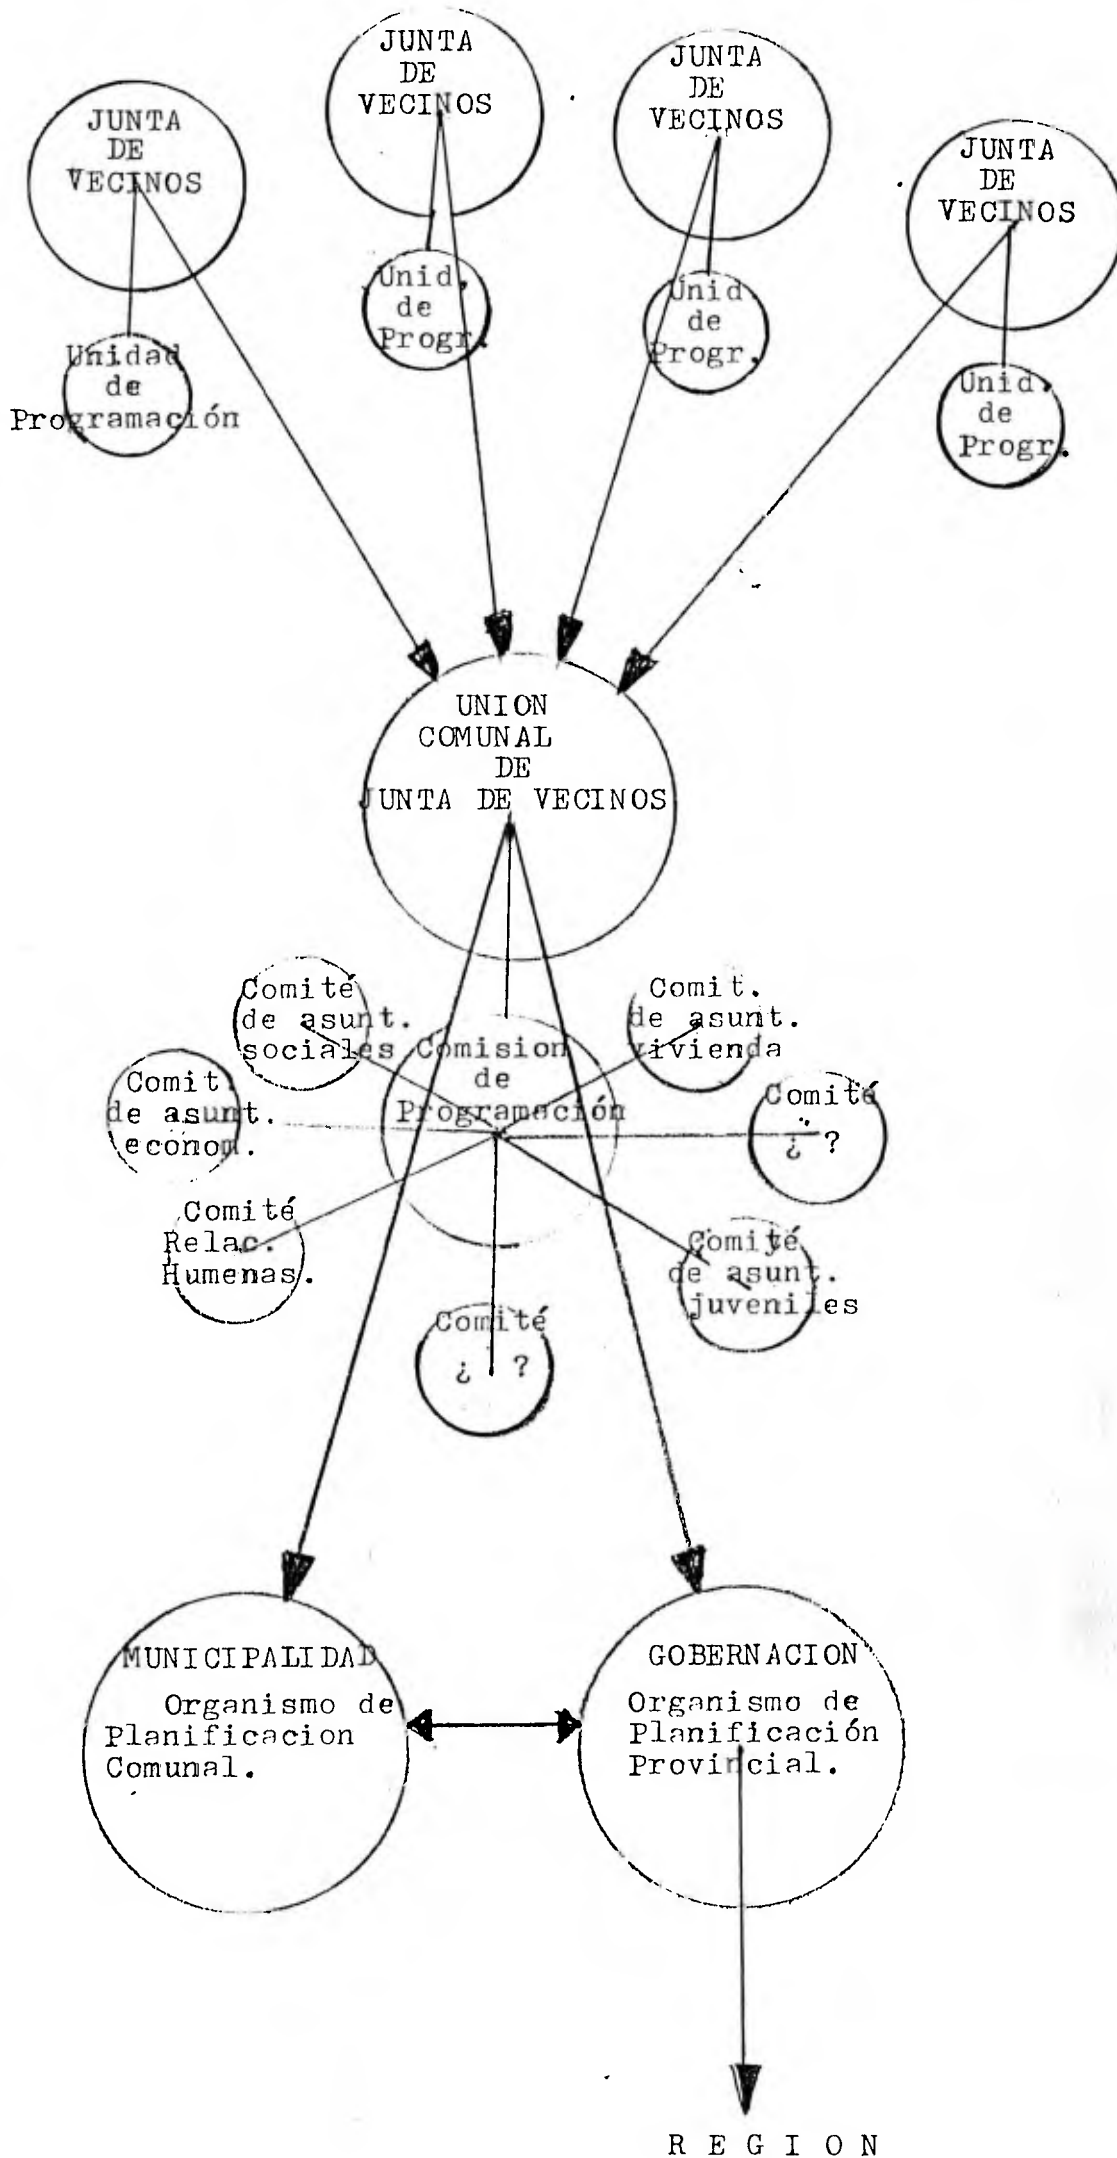 JUNTA
DE
VECINOS
JUNTA
DE
VECINOS
JUNTA
DE
VECINOS
JUNTA
DE
VECINOS
Unidad
de
Programación
Unid.
de
Progr.
Unid
de
Progr.
Unid.
de
Progr.
UNION
COMUNAL
DE
JUNTA DE VECINOS
Comité
de asunt.
sociales
Comision
de
Programación
Comit.
de asunt.
vivienda
Comit.
de asunt.
econom.
Comité
¿ ?
Comité
Relac.
Humenas.
Comité
de asunt.
juveniles
Comité
¿ ?
MUNICIPALIDAD
Organismo de
Planificacion
Comunal.
GOBERNACION
Organismo de
Planificación
Provincial.
R E G I O N